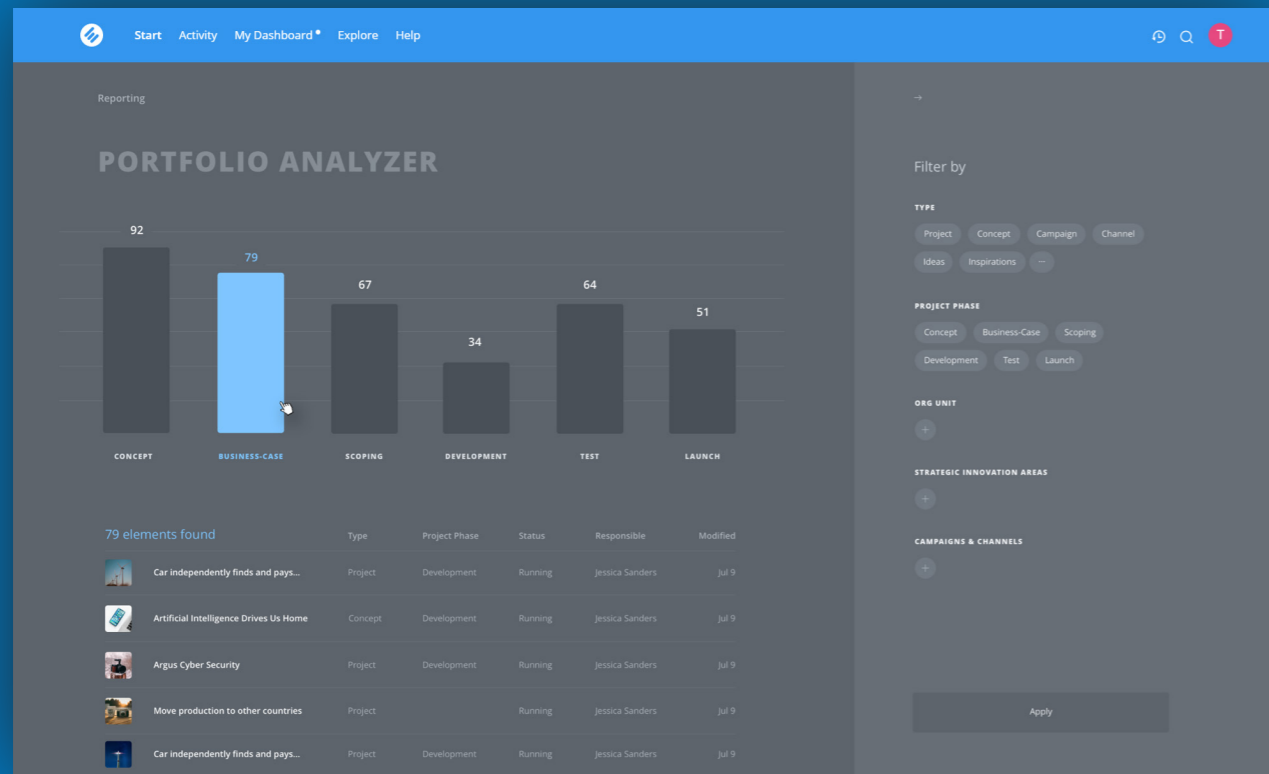 Start Activity My Dashboard Explore Help
T
Reporting
→
PORTFOLIO ANALYZER
92
79
67
34
64
51
CONCEPT BUSINESS-CASE SCOPING DEVELOPMENT TEST LAUNCH
79 elements found Type Project Phase Status Responsible Modified
Car independently finds and pays... Project Development Running Jessica Sanders Jul 9
Artificial Intelligence Drives Us Home Concept Development Running Jessica Sanders Jul 9
Argus Cyber Security Project Development Running Jessica Sanders Jul 9
Move production to other countries Project Running Jessica Sanders Jul 9
Car independently finds and pays... Project Development Running Jessica Sanders Jul 9
Filter by
TYPE
Project Concept Campaign Channel
Ideas Inspirations ...
PROJECT PHASE
Concept Business-Case Scoping
Development Test Launch
ORG UNIT
+
STRATEGIC INNOVATION AREAS
+
CAMPAIGNS & CHANNELS
+
Apply